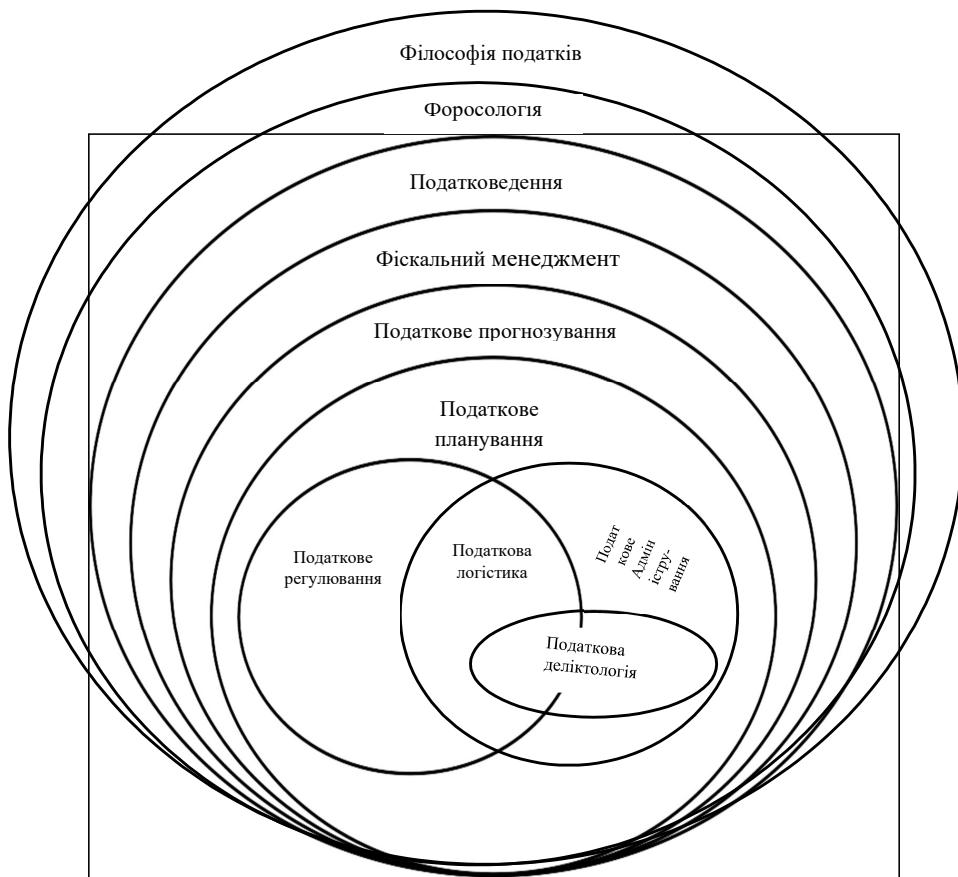 Філософія податків
Форосологія
Податковедення
Фіскальний менеджмент
Податкове прогнозування
Податкове
планування
Податкове
регулювання
Податкова
логістика
Подат
кове
Адмін
істру-
вання
Податкова
деліктологія